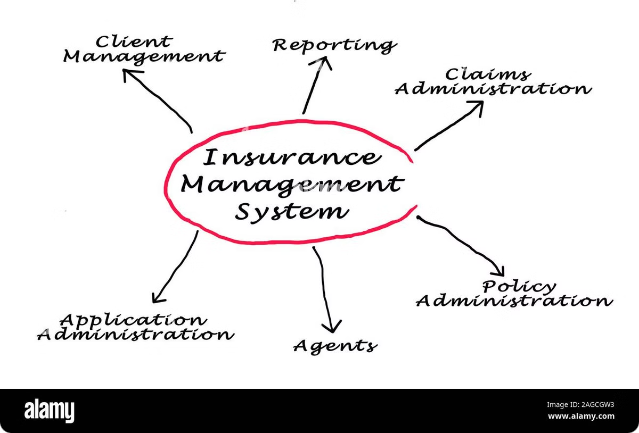 Client
Management
Reporting
Claims
Administration
Insurance
Management
System
Policy
Administration
Application
Administration
Agents
alamy
Image ID: 2AGCGW3
www.alamy.com